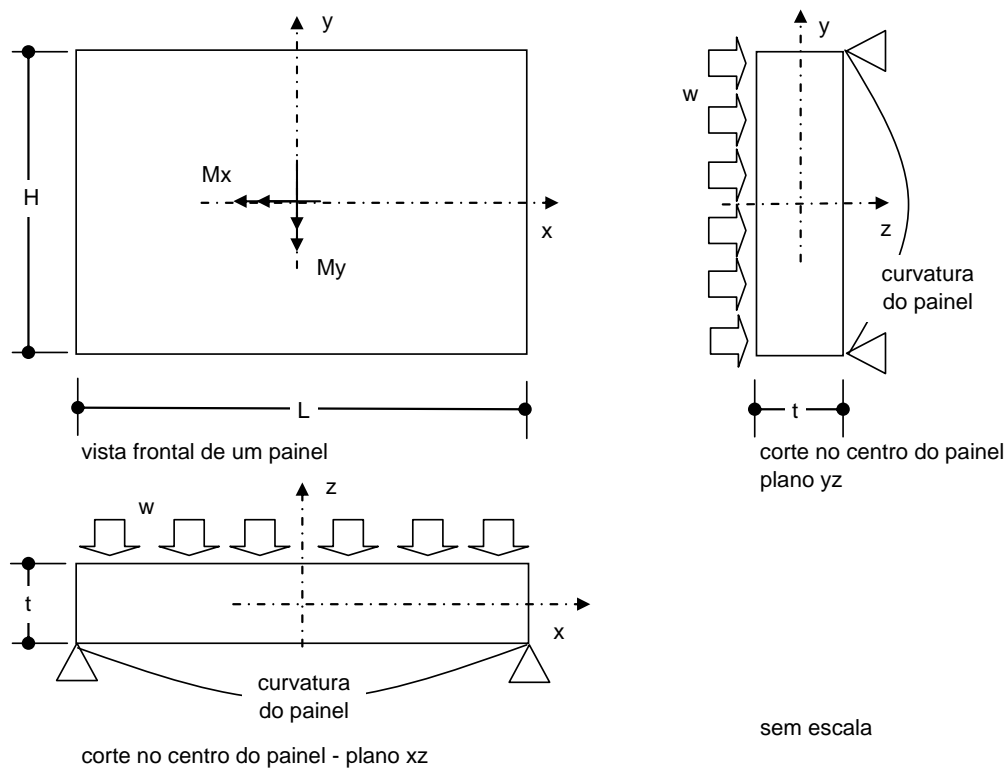 y
H
Mx
x
My
L
vista frontal de um painel
y
w
z
curvatura
do painel
t
corte no centro do painel
plano yz
z
w
t
x
curvatura
do painel
corte no centro do painel - plano xz
sem escala